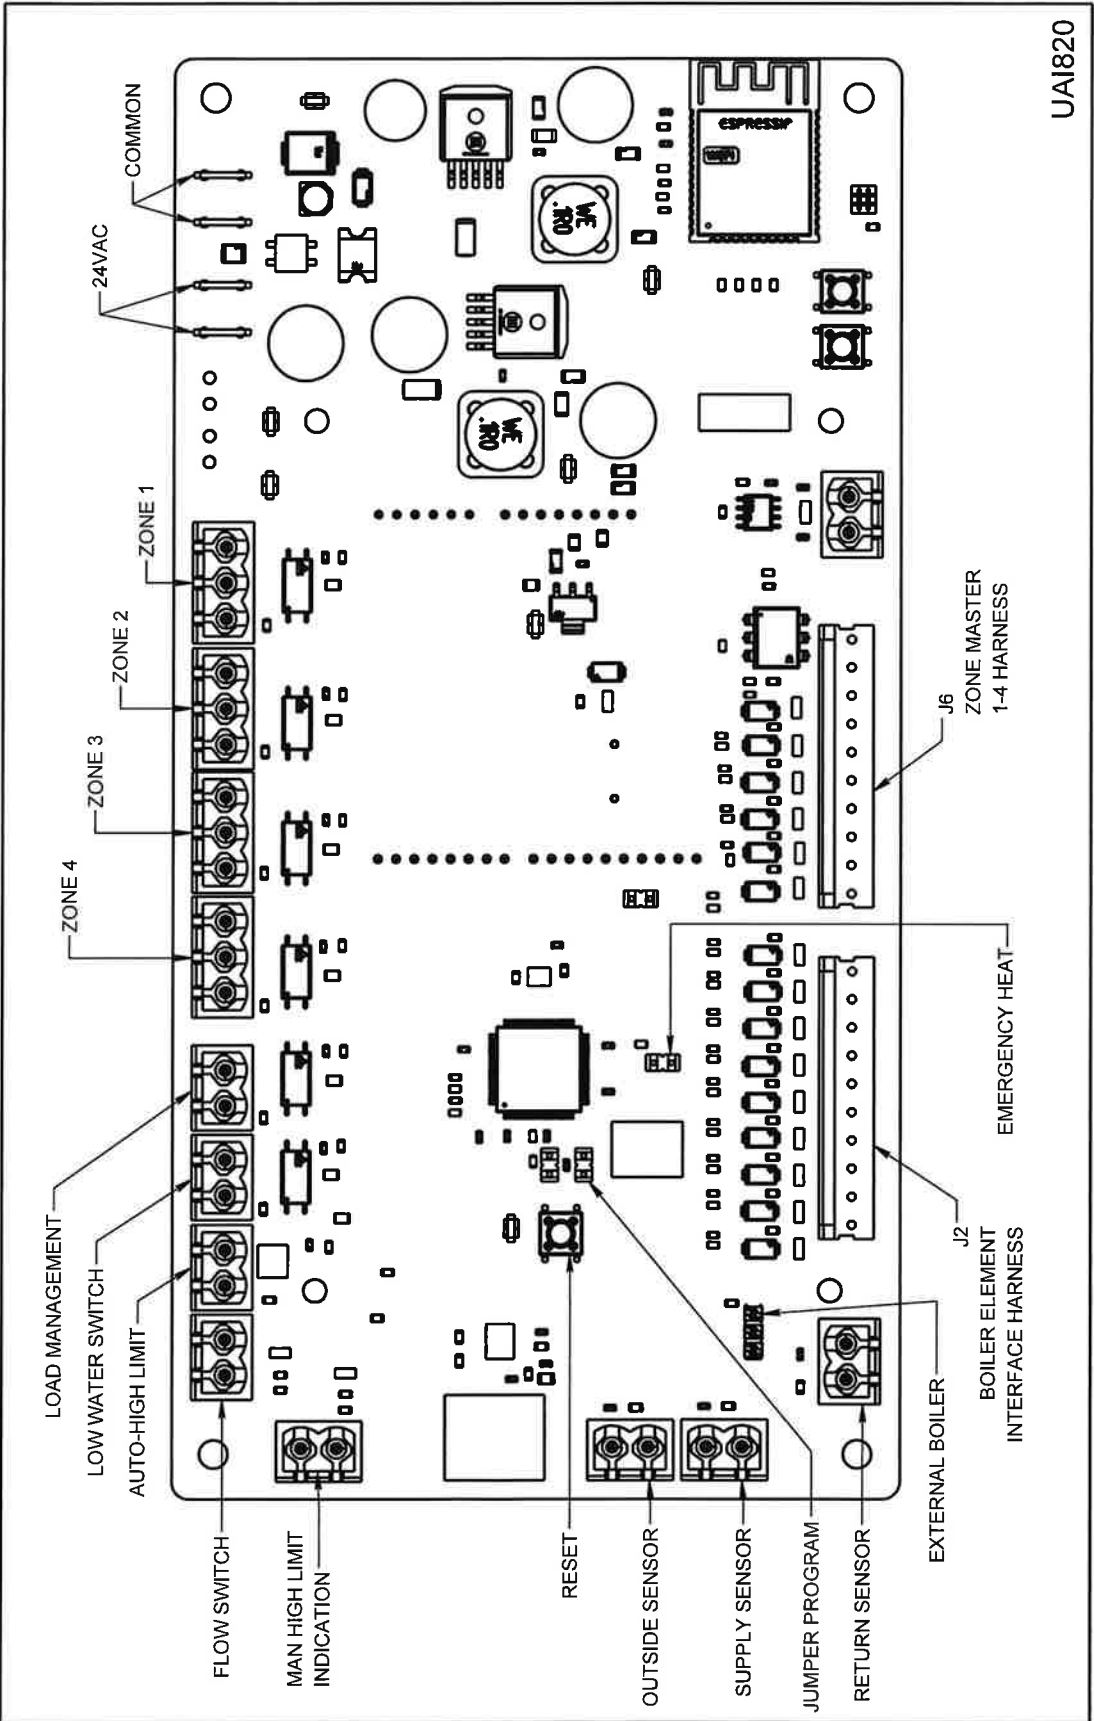 LOAD MANAGEMENT
LOW WATER SWITCH
AUTO-HIGH LIMIT
ZONE 4
ZONE 3
ZONE 2
ZONE 1
24VAC
COMMON
FLOW SWITCH
MAN HIGH LIMIT
INDICATION
RESET
OUTSIDE SENSOR
SUPPLY SENSOR
JUMPER PROGRAM
RETURN SENSOR
EXTERNAL BOILER
J2
BOILER ELEMENT
INTERFACE HARNESS
EMERGENCY HEAT
J6
ZONE MASTER
1-4 HARNESS
WE
.1R0
WE
.1R0
ESPRESSIF
WiFi
UAI820